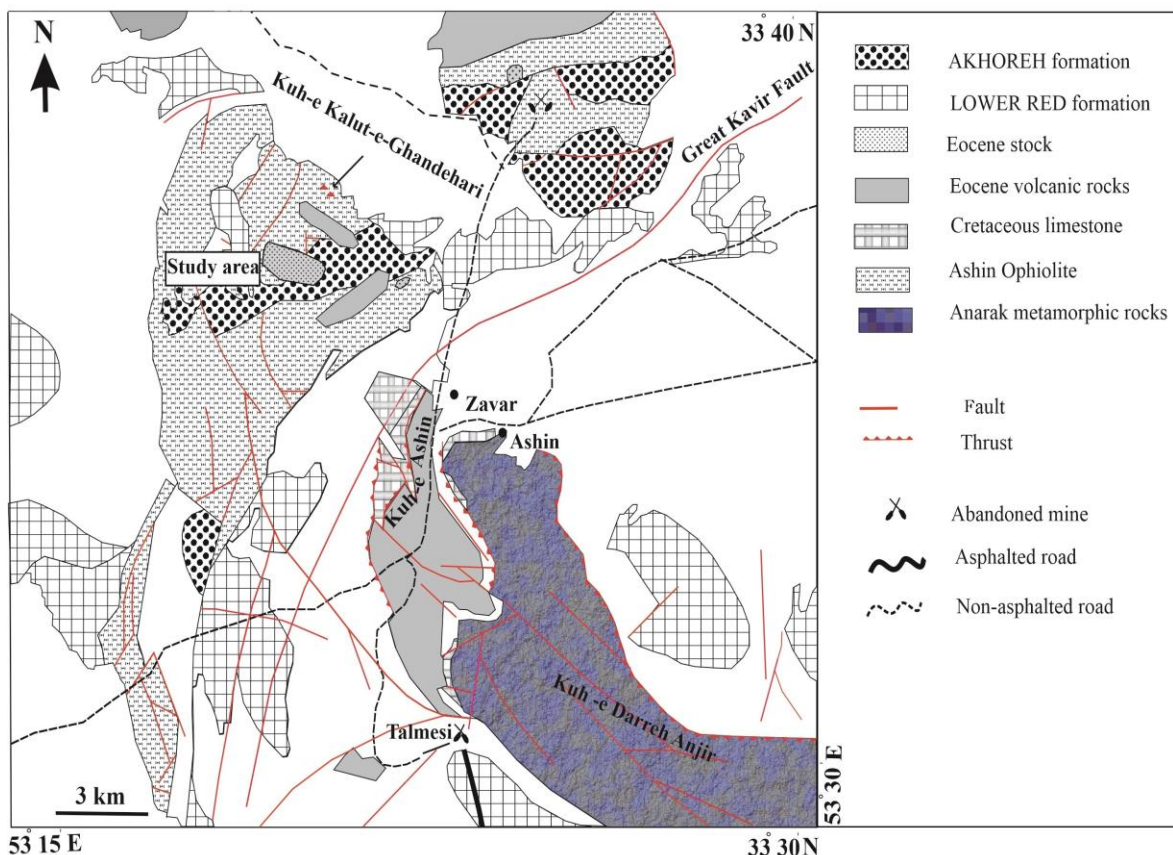 N
33° 40 N
Kuh-e Kalut-e-Ghandehari
Great Kavir Fault
Study area
Zavar
Ashin
Kuh-e Ashin
Kuh -e Darreh Anjir
Talmesi
3 km
53° 15 E
33° 30 N
53° 30 E
AKHOREH formation
LOWER RED formation
Eocene stock
Eocene volcanic rocks
Cretaceous limestone
Ashin Ophiolite
Anarak metamorphic rocks
Fault
Thrust
Abandoned mine
Asphalted road
Non-asphalted road